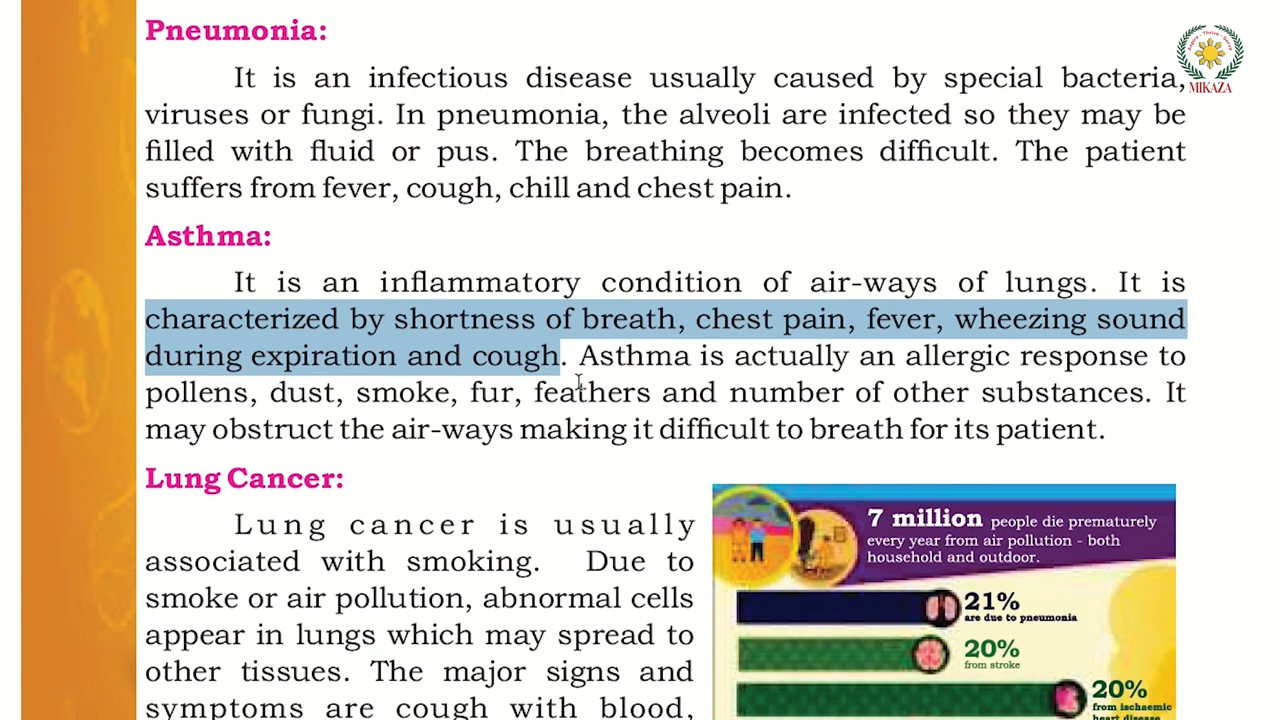 Pneumonia:
It is an infectious disease usually caused by special bacteria,
viruses or fungi. In pneumonia, the alveoli are infected so they may be
filled with fluid or pus. The breathing becomes difficult. The patient
suffers from fever, cough, chill and chest pain.
Asthma:
It is an inflammatory condition of air-ways of lungs. It is
characterized by shortness of breath, chest pain, fever, wheezing sound
during expiration and cough. Asthma is actually an allergic response to
pollens, dust, smoke, fur, feathers and number of other substances. It
may obstruct the air-ways making it difficult to breath for its patient.
Lung Cancer:
Lung cancer is usually
associated with smoking. Due to
smoke or air pollution, abnormal cells
appear in lungs which may spread to
other tissues. The major signs and
symptoms are cough with blood,
7 million people die prematurely
every year from air pollution - both
household and outdoor.
21%
are due to pneumonia
20%
from stroke
20%
from ischaemic
heart disease
MIKAZA